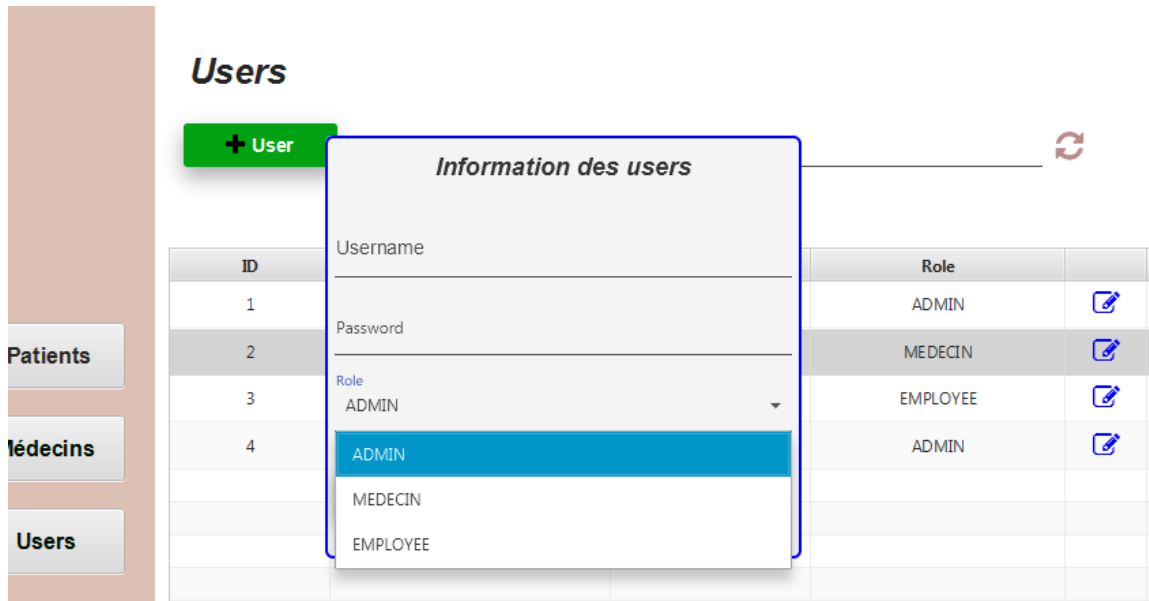 Users
+ User
Information des users
Username
Password
Role
ADMIN
ADMIN
MEDECIN
EMPLOYEE
ID Role
1 ADMIN
2 MEDECIN
3 EMPLOYEE
4 ADMIN
Patients
Médecins
Users